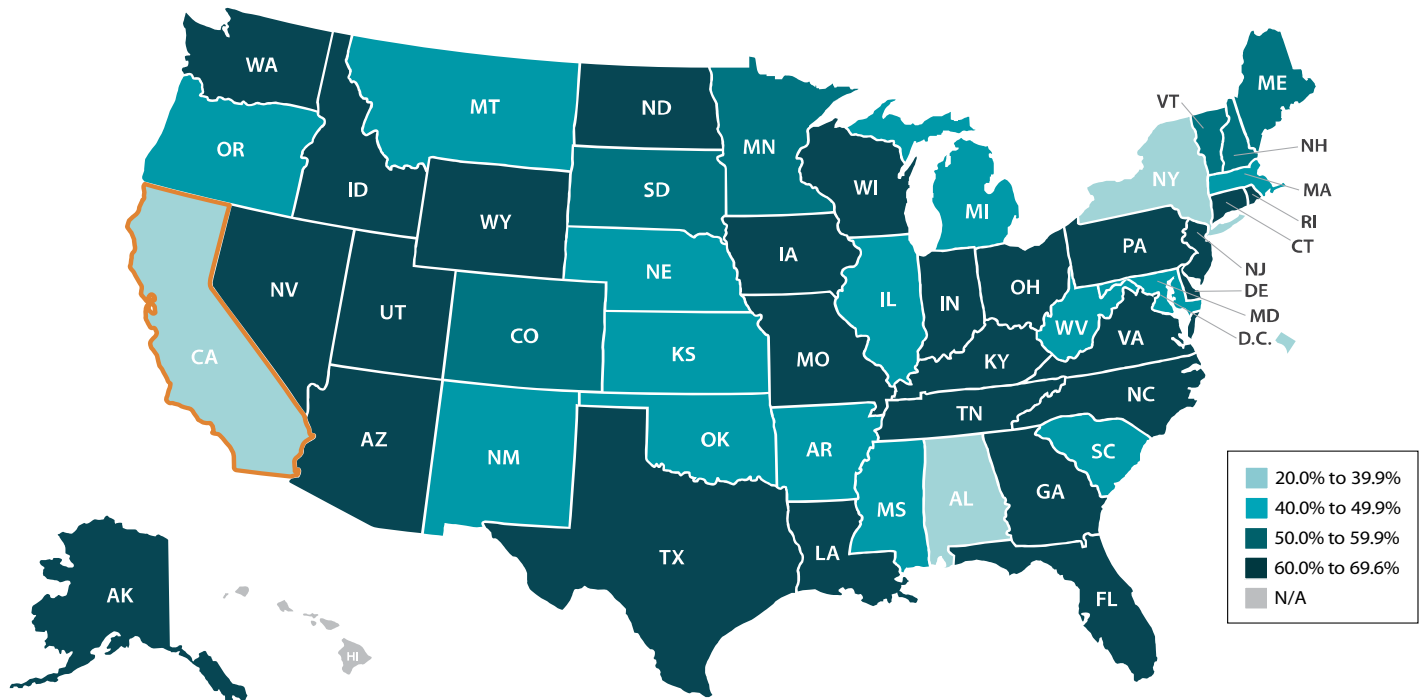 WA
MT
ND
MN
ME
VT
OR
ID
SD
WI
NY
NH
MA
MI
WY
RI
CT
IA
PA
NE
NJ
NV
OH
DE
UT
IL
IN
MD
CO
WV
D.C.
KS
VA
CA
MO
KY
NC
TN
AZ
OK
NM
AR
SC
MS
AL
GA
TX
LA
AK
FL
HI
20.0% to 39.9%
40.0% to 49.9%
50.0% to 59.9%
60.0% to 69.6%
N/A